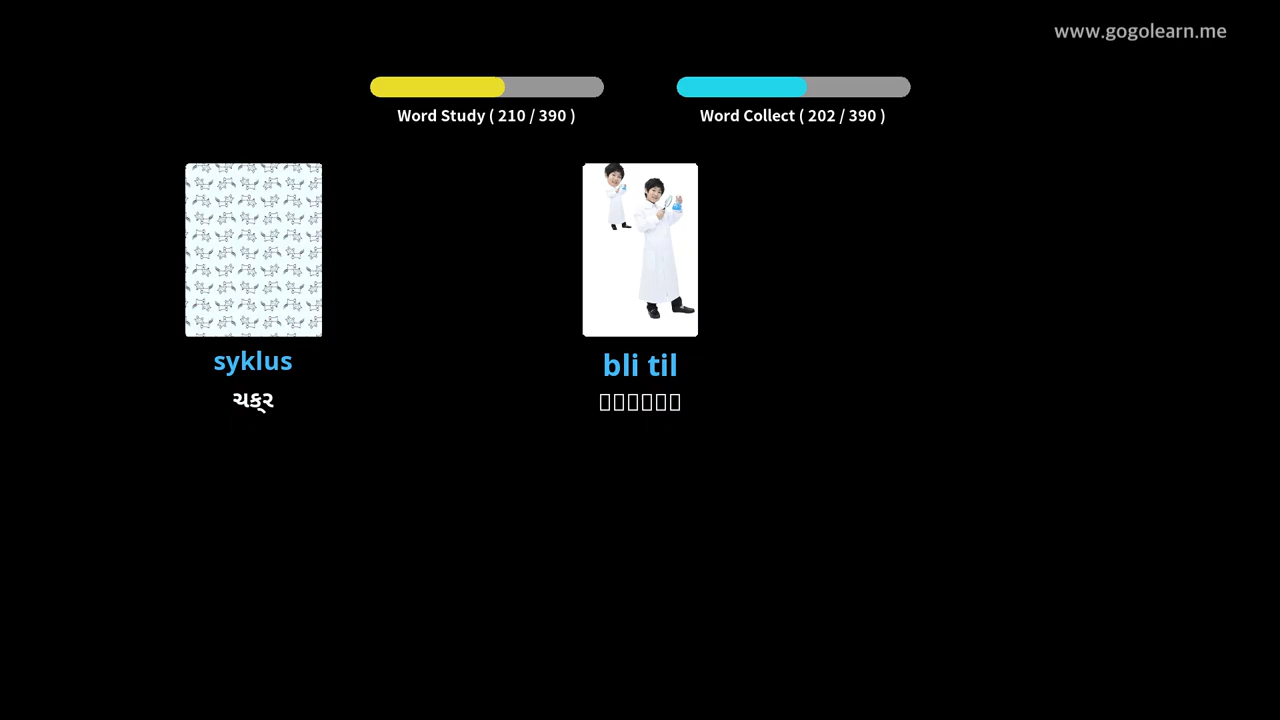 www.gogolearn.me
Word Study ( 210 / 390 )
Word Collect ( 202 / 390 )
syklus
ચક્ર
bli til